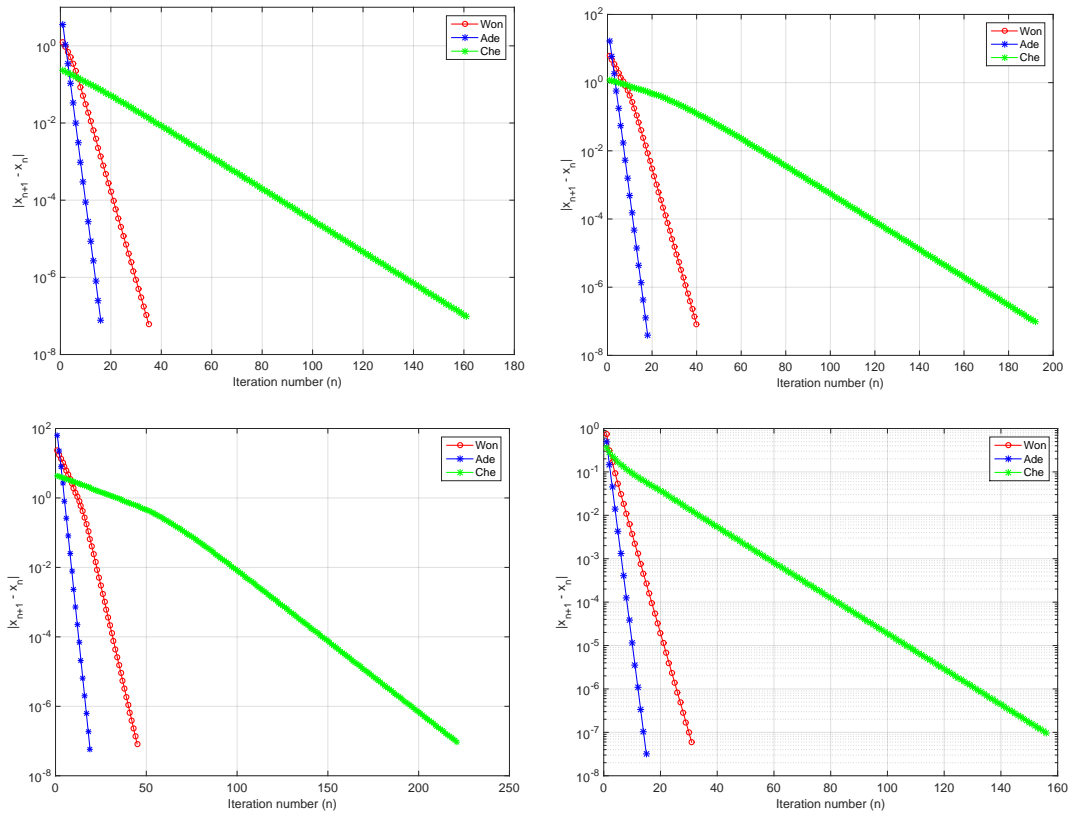 10^0
10^-2
10^-4
10^-6
10^-8
|x_{n+1} - x_n|
0 20 40 60 80 100 120 140 160 180
Iteration number (n)
Won
Ade
Che
10^2
10^0
10^-2
10^-4
10^-6
10^-8
|x_{n+1} - x_n|
0 20 40 60 80 100 120 140 160 180 200
Iteration number (n)
Won
Ade
Che
10^2
10^0
10^-2
10^-4
10^-6
10^-8
|x_{n+1} - x_n|
0 50 100 150 200 250
Iteration number (n)
Won
Ade
Che
10^0
10^-1
10^-2
10^-3
10^-4
10^-5
10^-6
10^-7
10^-8
|x_{n+1} - x_n|
0 20 40 60 80 100 120 140 160
Iteration number (n)
Won
Ade
Che